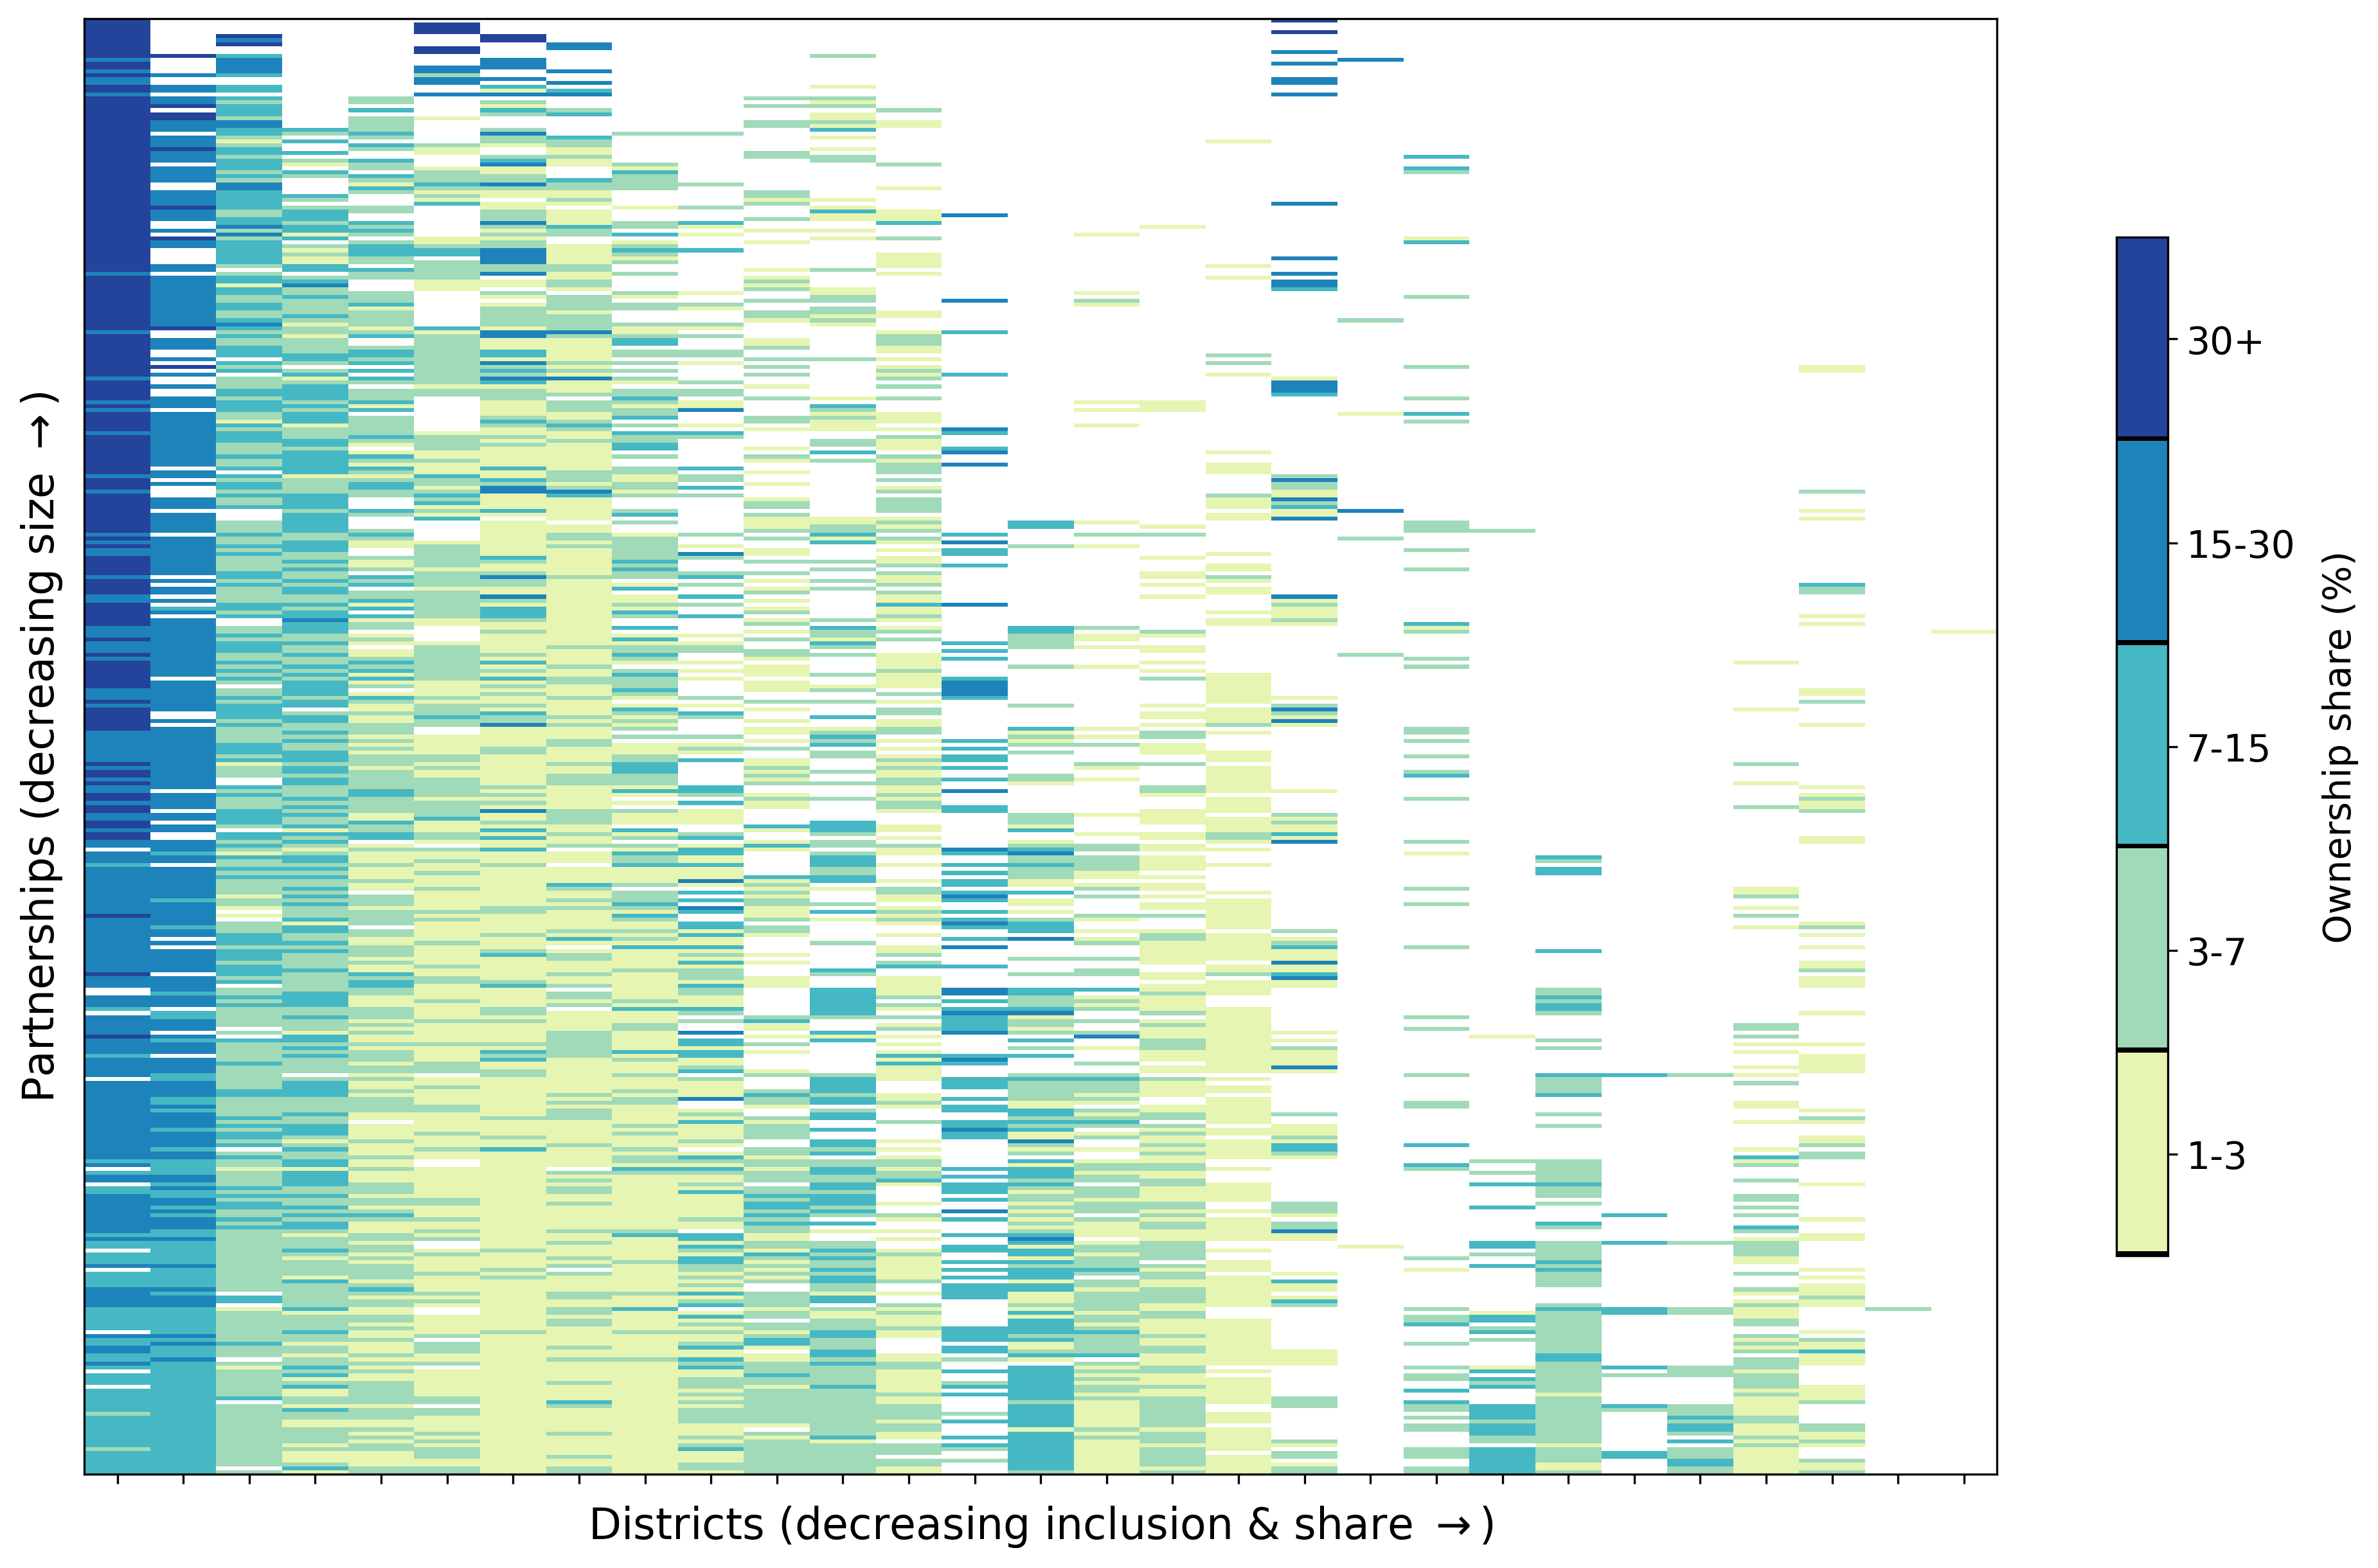 Partnerships (decreasing size →)
Districts (decreasing inclusion & share →)
30+
15-30
7-15
3-7
1-3
Ownership share (%)